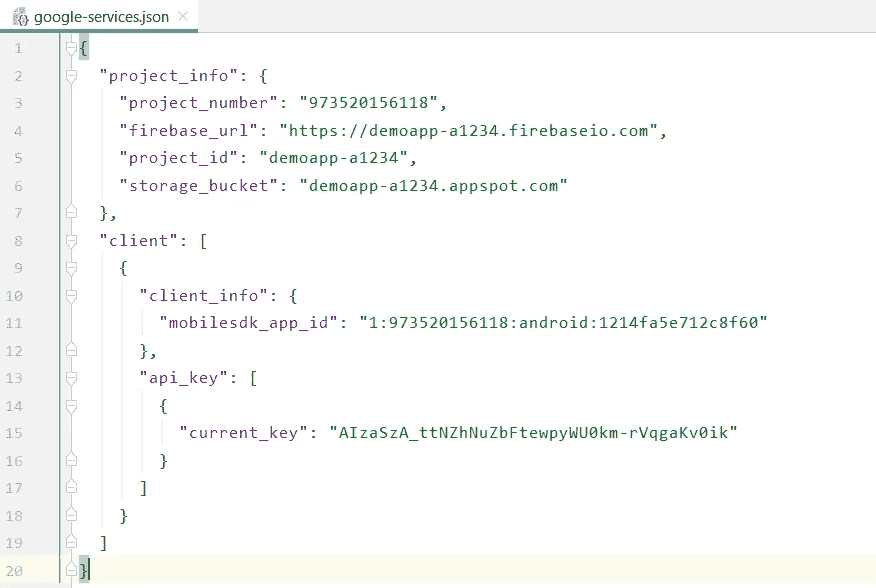 google-services.json
1 {
2 "project_info": {
3 "project_number": "973520156118",
4 "firebase_url": "https://demoapp-a1234.firebaseio.com",
5 "project_id": "demoapp-a1234",
6 "storage_bucket": "demoapp-a1234.appspot.com"
7 },
8 "client": [
9 {
10 "client_info": {
11 "mobilesdk_app_id": "1:973520156118:android:1214fa5e712c8f60"
12 },
13 "api_key": [
14 {
15 "current_key": "AIzaSzA_ttNZhNuZbFtewpyWU0km-rVqgaKv0ik"
16 }
17 ]
18 }
19 ]
20 }